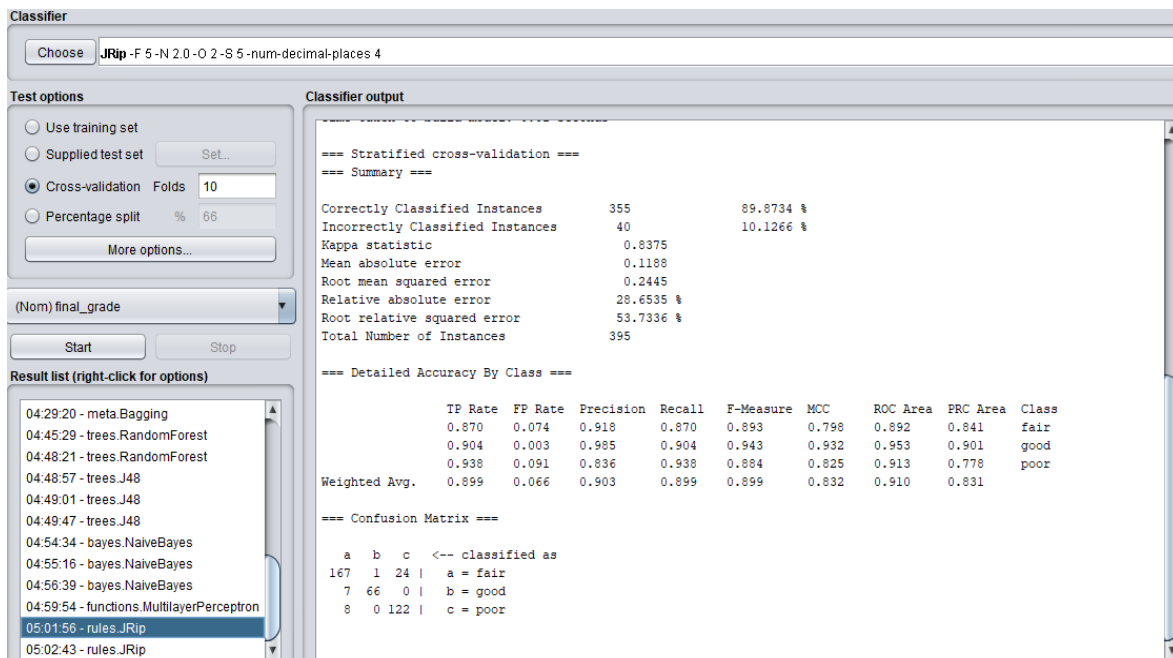 Classifier
Choose JRip -F 5 -N 2.0 -O 2 -S 5 -num-decimal-places 4
Test options
Use training set
Supplied test set Set...
Cross-validation Folds 10
Percentage split % 66
More options...
(Nom) final_grade
Start Stop
Result list (right-click for options)
04:29:20 - meta.Bagging
04:45:29 - trees.RandomForest
04:48:21 - trees.RandomForest
04:48:57 - trees.J48
04:49:01 - trees.J48
04:49:47 - trees.J48
04:54:34 - bayes.NaiveBayes
04:55:16 - bayes.NaiveBayes
04:56:39 - bayes.NaiveBayes
04:59:54 - functions.MultilayerPerceptron
05:01:56 - rules.JRip
05:02:43 - rules.JRip
Classifier output
=== Stratified cross-validation ===
=== Summary ===
Correctly Classified Instances 355 89.8734 %
Incorrectly Classified Instances 40 10.1266 %
Kappa statistic 0.8375
Mean absolute error 0.1188
Root mean squared error 0.2445
Relative absolute error 28.6535 %
Root relative squared error 53.7336 %
Total Number of Instances 395
=== Detailed Accuracy By Class ===
TP Rate FP Rate Precision Recall F-Measure MCC ROC Area PRC Area Class
0.870 0.074 0.918 0.870 0.893 0.798 0.892 0.841 fair
0.904 0.003 0.985 0.904 0.943 0.932 0.953 0.901 good
0.938 0.091 0.836 0.938 0.884 0.825 0.913 0.778 poor
Weighted Avg. 0.899 0.066 0.903 0.899 0.899 0.832 0.910 0.831
=== Confusion Matrix ===
a b c <-- classified as
167 1 24 | a = fair
7 66 0 | b = good
8 0 122 | c = poor